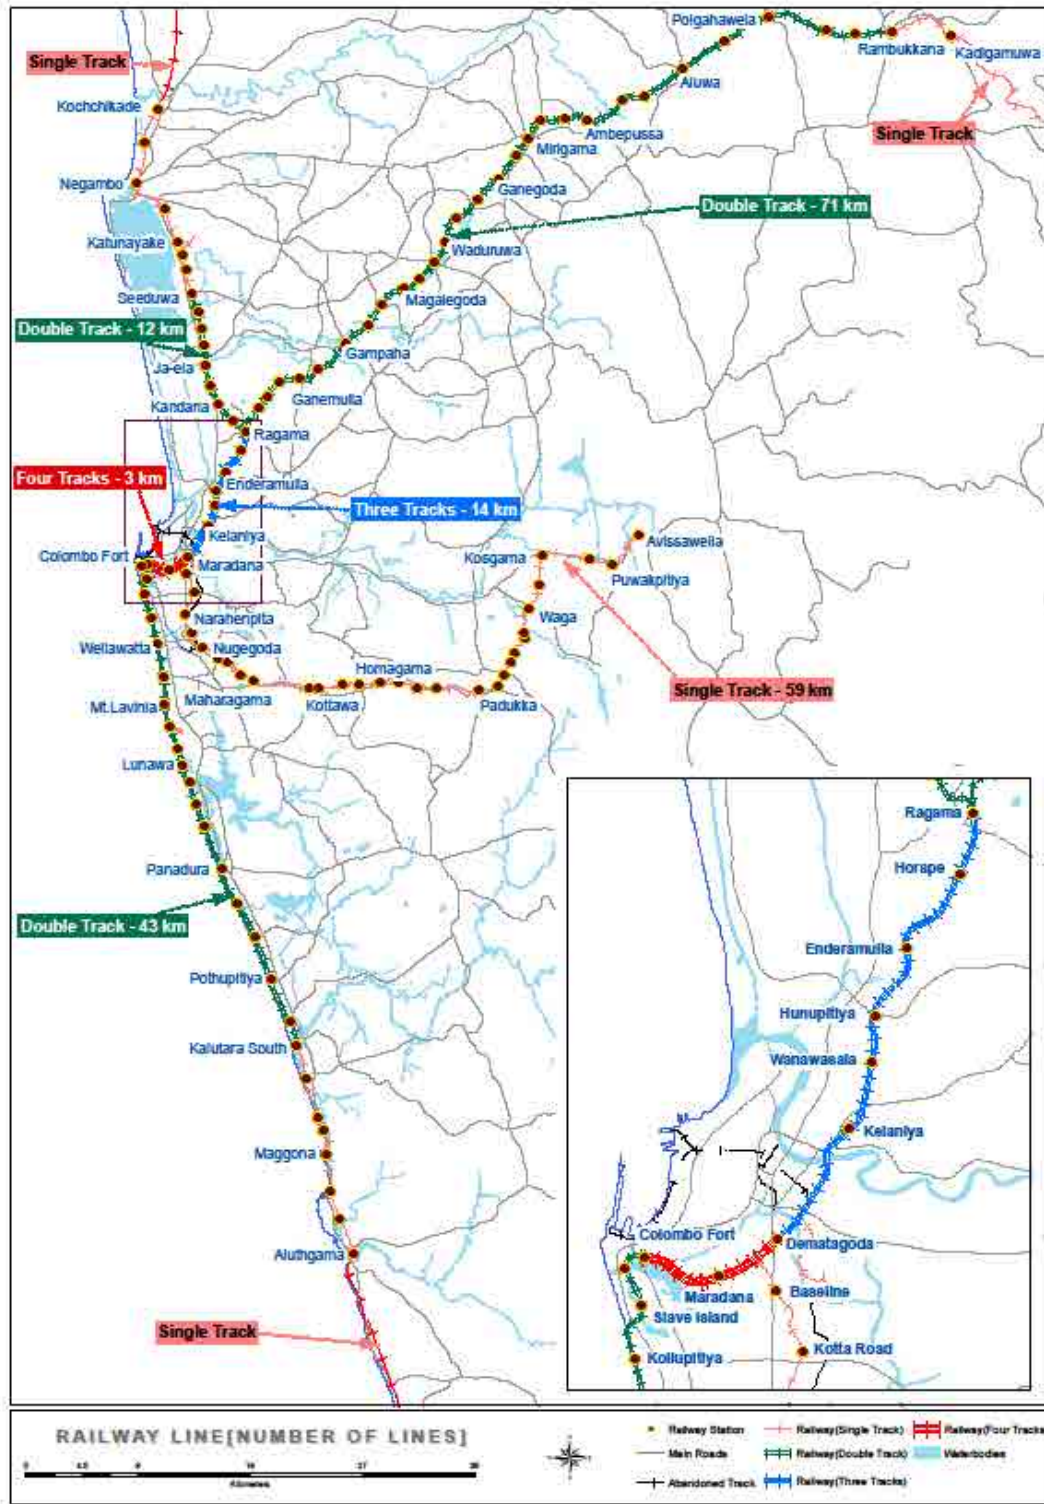 Polgahawela
Rambukkana
Kadigamuwa
Single Track
Kochchikade
Aluwa
Single Track
Ambepussa
Mirigama
Negambo
Ganegoda
Double Track - 71 km
Katunayake
Waduruwa
Seeduwa
Magalegoda
Double Track - 12 km
Gampaha
Ja-ela
Ganemulla
Kandana
Ragama
Four Tracks - 3 km
Enderamulla
Three Tracks - 14 km
Kelaniya
Avissawella
Colombo Fort
Maradana
Kosgama
Puwakpitiya
Narahenpita
Waga
Wellawatta
Nugegoda
Homagama
Maharagama
Kottawa
Padukka
Single Track - 59 km
Mt.Lavinia
Lunawa
Panadura
Double Track - 43 km
Pothupitiya
Kalutara South
Maggona
Aluthgama
Single Track
Ragama
Horape
Enderamulla
Hunupitiya
Wanawasala
Kelaniya
Colombo Fort
Dematagoda
Maradana
Baseline
Slave Island
Kotta Road
Kollupitiya
RAILWAY LINE[NUMBER OF LINES]
Kilometers
Railway Station
Main Roads
Abandoned Track
Railway(Single Track)
Railway(Double Track)
Railway(Three Tracks)
Railway(Four Tracks
Waterbodies